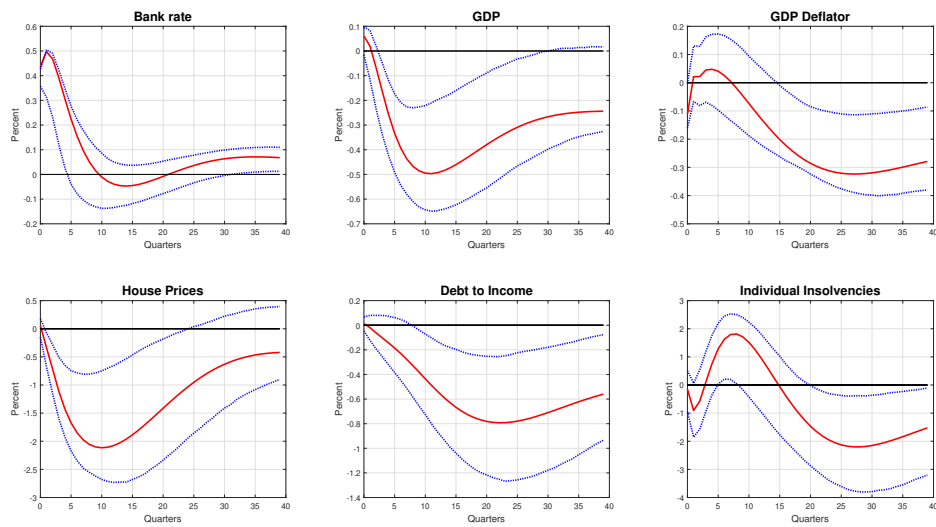 Bank rate
0.6
0.5
0.4
0.3
0.2
0.1
0
-0.1
-0.2
Percent
0 5 10 15 20 25 30 35 40
Quarters
GDP
0.1
0
-0.1
-0.2
-0.3
-0.4
-0.5
-0.6
-0.7
Percent
0 5 10 15 20 25 30 35 40
Quarters
GDP Deflator
0.2
0.1
0
-0.1
-0.2
-0.3
-0.4
-0.5
Percent
0 5 10 15 20 25 30 35 40
Quarters
House Prices
0.5
0
-0.5
-1
-1.5
-2
-2.5
-3
Percent
0 5 10 15 20 25 30 35 40
Quarters
Debt to Income
0.2
0
-0.2
-0.4
-0.6
-0.8
-1
-1.2
-1.4
Percent
0 5 10 15 20 25 30 35 40
Quarters
Individual Insolvencies
3
2
1
0
-1
-2
-3
-4
Percent
0 5 10 15 20 25 30 35 40
Quarters